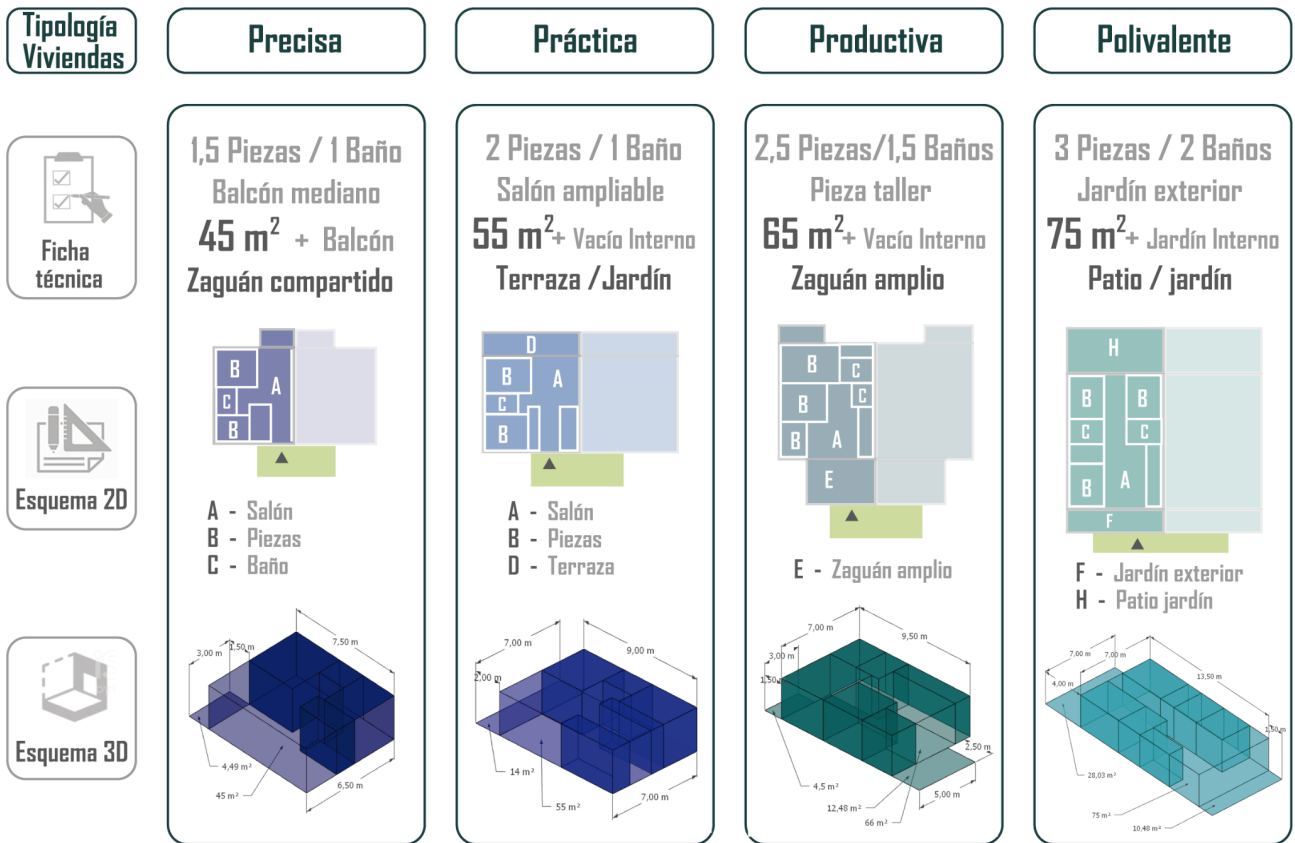 Tipología
Viviendas
Precisa
Práctica
Productiva
Polivalente
Ficha
técnica
1,5 Piezas / 1 Baño
Balcón mediano
45 m² + Balcón
Zaguán compartido
2 Piezas / 1 Baño
Salón ampliable
55 m²+ Vacío Interno
Terraza /Jardín
2,5 Piezas/1,5 Baños
Pieza taller
65 m²+ Vacío Interno
Zaguán amplio
3 Piezas / 2 Baños
Jardín exterior
75 m²+ Jardín Interno
Patio / jardín
Esquema 2D
B
A
C
B
A - Salón
B - Piezas
C - Baño
D
B
A
C
B
A - Salón
B - Piezas
D - Terraza
B
C
C
B
B
A
E
E - Zaguán amplio
H
B
B
C
C
B
A
F
F - Jardín exterior
H - Patio jardín
Esquema 3D
3,00 m
1,50 m
7,50 m
4,49 m²
45 m²
6,50 m
7,00 m
9,00 m
2,00 m
14 m²
55 m²
7,00 m
7,00 m
9,50 m
3,00 m
1,50 m
2,50 m
4,5 m²
12,48 m²
66 m²
5,00 m
7,00 m
7,00 m
4,00 m
13,50 m
1,50 m
28,03 m²
75 m²
10,48 m²